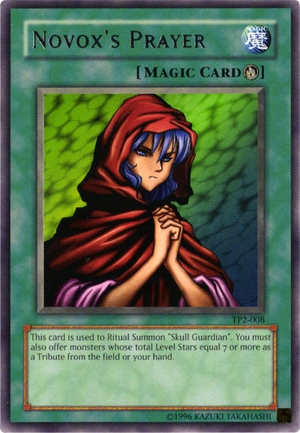 NOVOX'S PRAYER
MAGIC
魔
[MAGIC CARD]
TP2-008
This card is used to Ritual Summon "Skull Guardian". You must
also offer monsters whose total Level Stars equal 7 or more as
a Tribute from the field or your hand.
©1996 KAZUKI TAKAHASHI